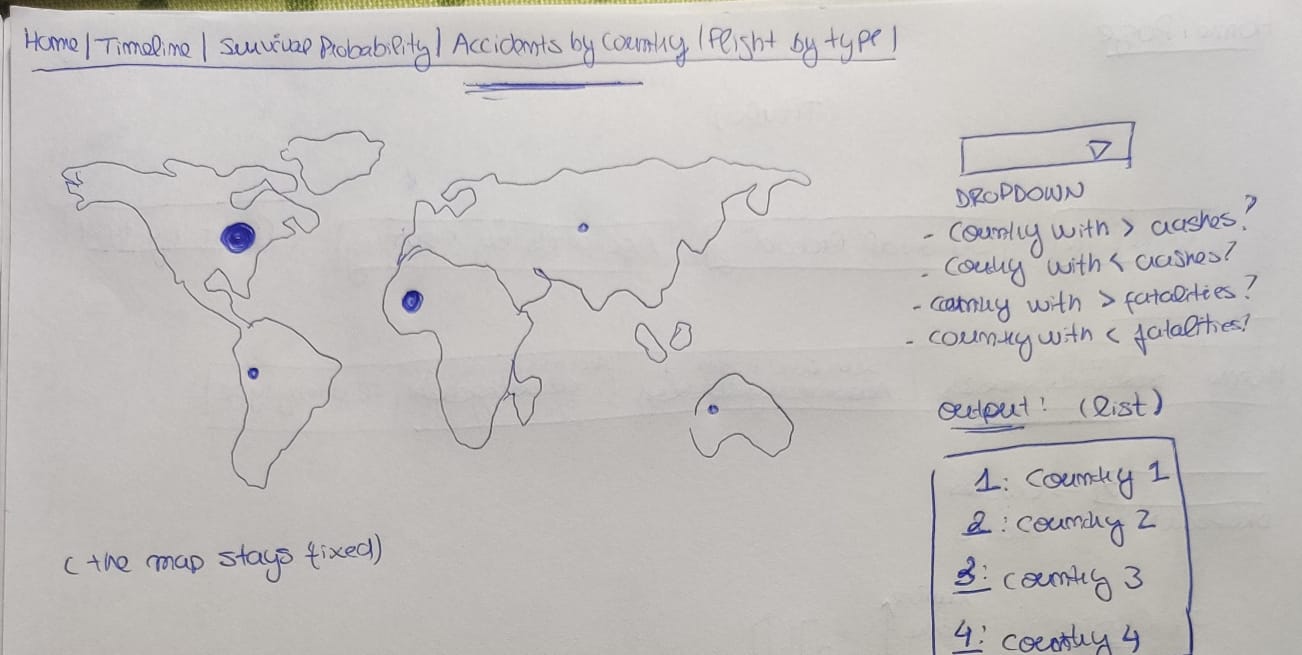 Home | Timeline | Survival Probability | Accidents by country | Flight by type |
DROPDOWN
- Country with > crashes?
- Country with < crashes?
- country with > fatalities?
- country with < fatalities?
output: (list)
1: Country 1
2: country 2
3: country 3
4: country 4
(the map stays fixed)